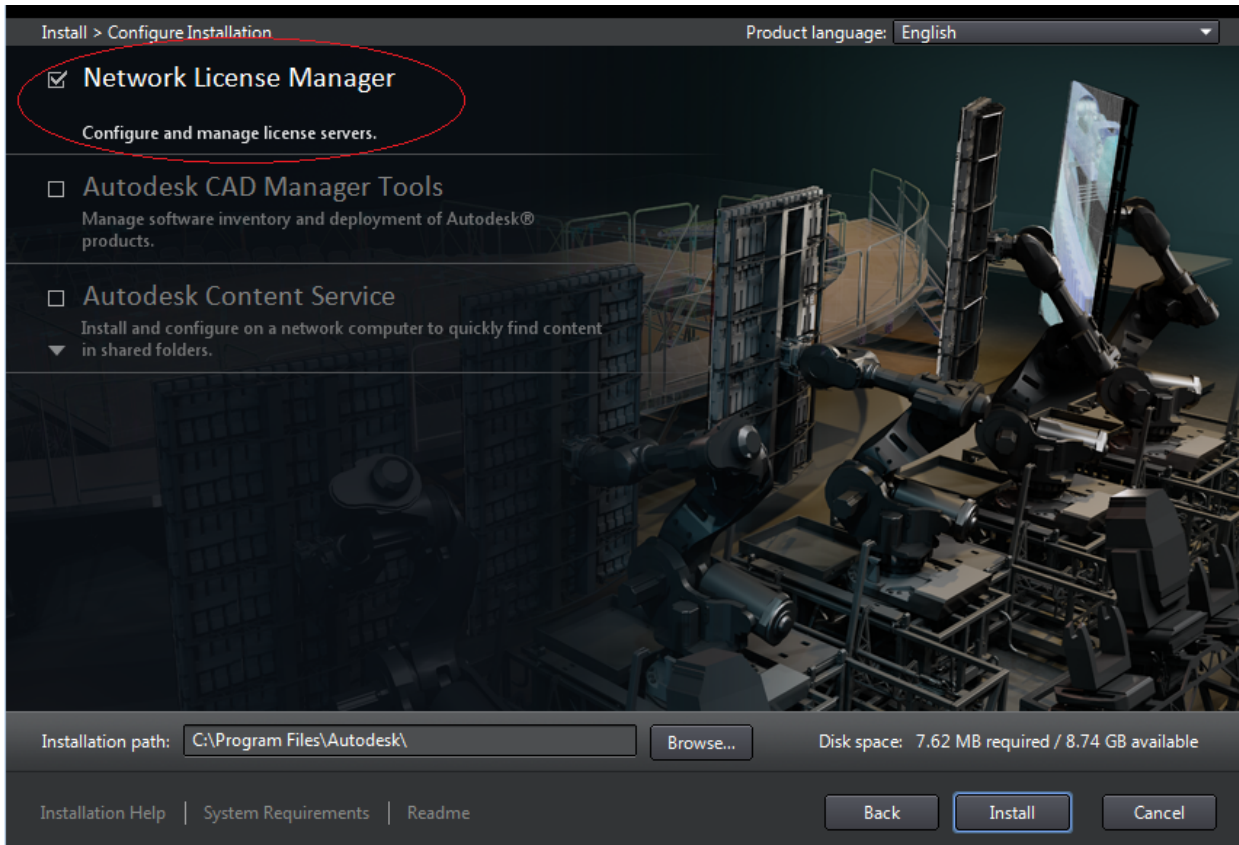 Install > Configure Installation
Product language: English
Network License Manager
Configure and manage license servers.
Autodesk CAD Manager Tools
Manage software inventory and deployment of Autodesk®
products.
Autodesk Content Service
Install and configure on a network computer to quickly find content
in shared folders.
Installation path: C:\Program Files\Autodesk\ Browse... Disk space: 7.62 MB required / 8.74 GB available
Installation Help | System Requirements | Readme Back Install Cancel